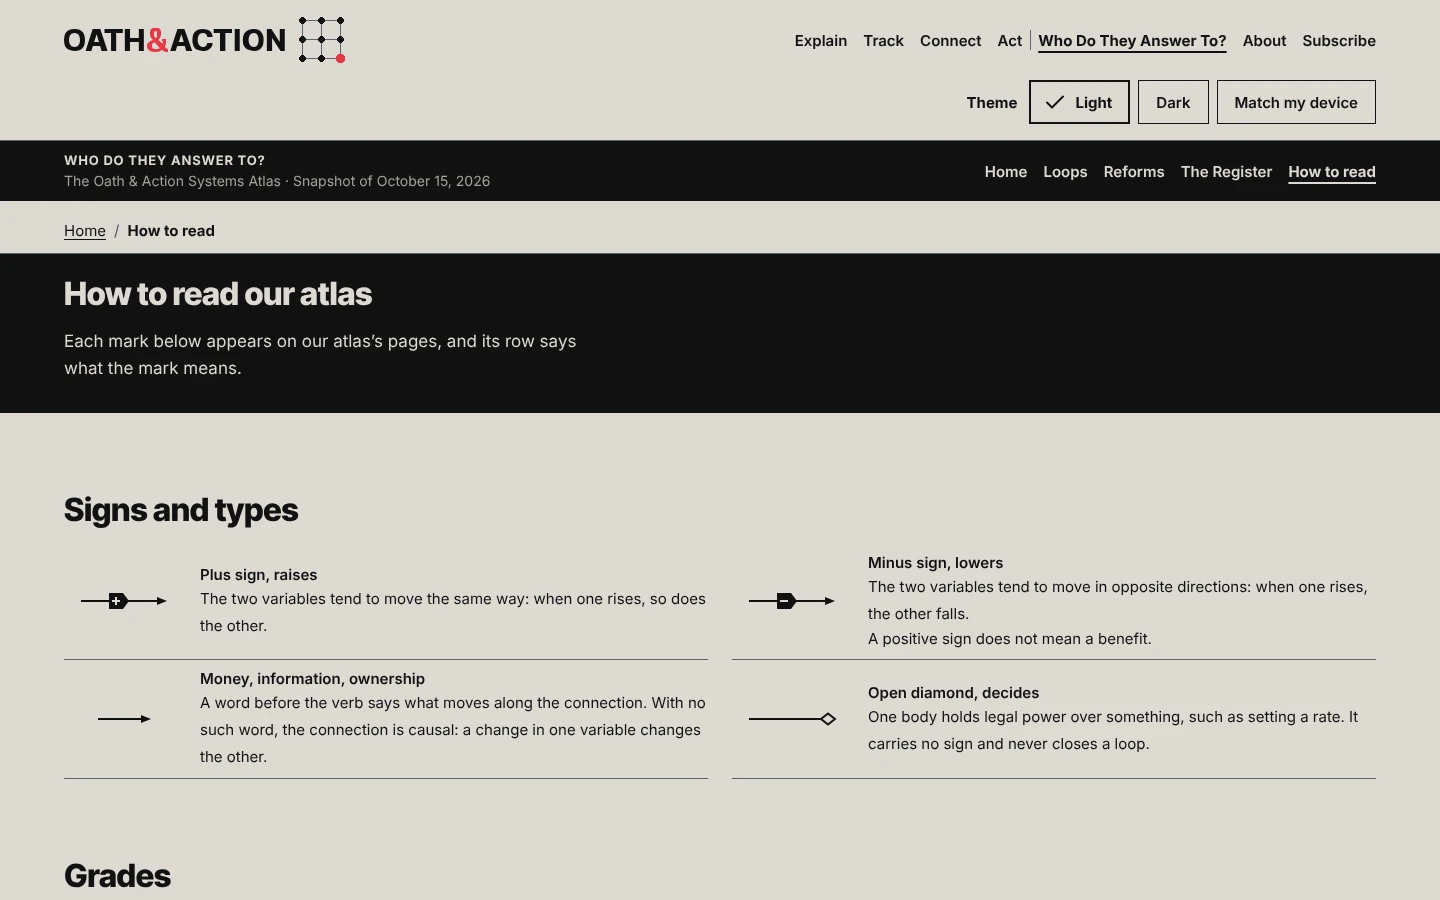 OATH&ACTION
Explain Track Connect Act Who Do They Answer To? About Subscribe
Theme Light Dark Match my device
WHO DO THEY ANSWER TO?
The Oath & Action Systems Atlas · Snapshot of October 15, 2026
Home Loops Reforms The Register How to read
Home / How to read
How to read our atlas
Each mark below appears on our atlas’s pages, and its row says
what the mark means.
Signs and types
Plus sign, raises
The two variables tend to move the same way: when one rises, so does
the other.
Minus sign, lowers
The two variables tend to move in opposite directions: when one rises,
the other falls.
A positive sign does not mean a benefit.
Money, information, ownership
A word before the verb says what moves along the connection. With no
such word, the connection is causal: a change in one variable changes
the other.
Open diamond, decides
One body holds legal power over something, such as setting a rate. It
carries no sign and never closes a loop.
Grades